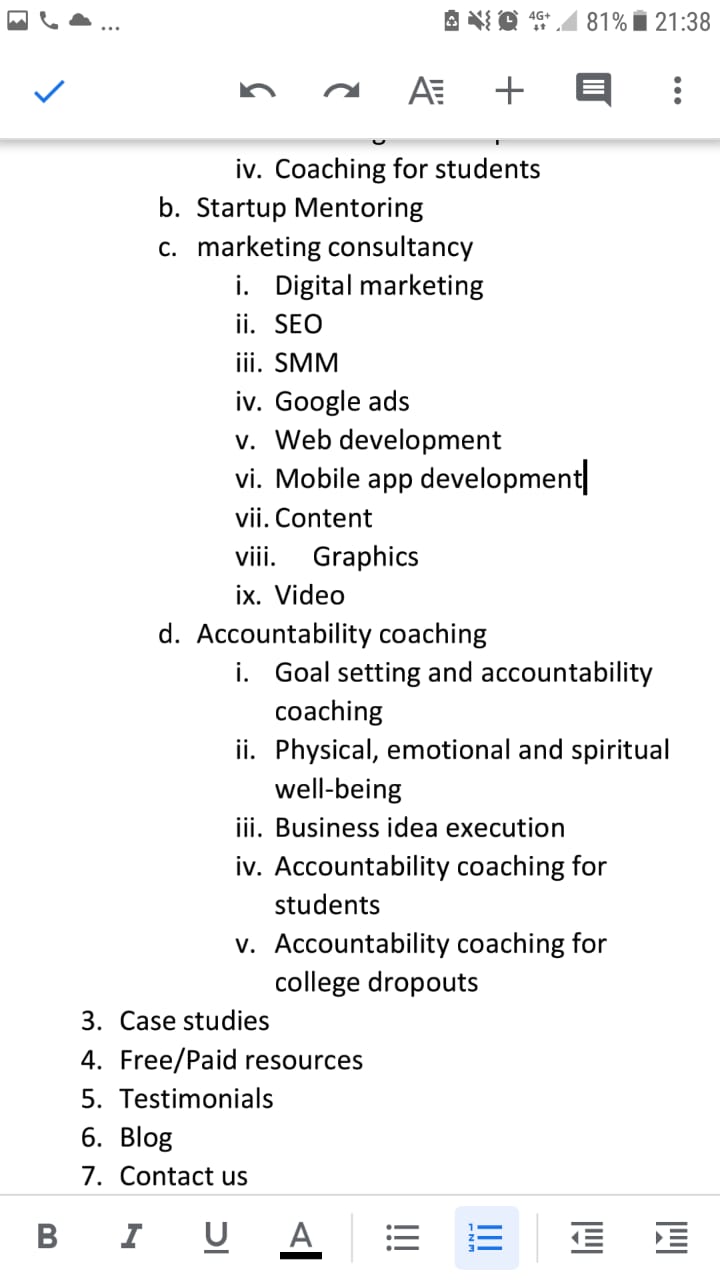 ... 4G+ 81% 21:38
iv. Coaching for students
b. Startup Mentoring
c. marketing consultancy
i. Digital marketing
ii. SEO
iii. SMM
iv. Google ads
v. Web development
vi. Mobile app development
vii. Content
viii. Graphics
ix. Video
d. Accountability coaching
i. Goal setting and accountability
coaching
ii. Physical, emotional and spiritual
well-being
iii. Business idea execution
iv. Accountability coaching for
students
v. Accountability coaching for
college dropouts
3. Case studies
4. Free/Paid resources
5. Testimonials
6. Blog
7. Contact us
B I U A